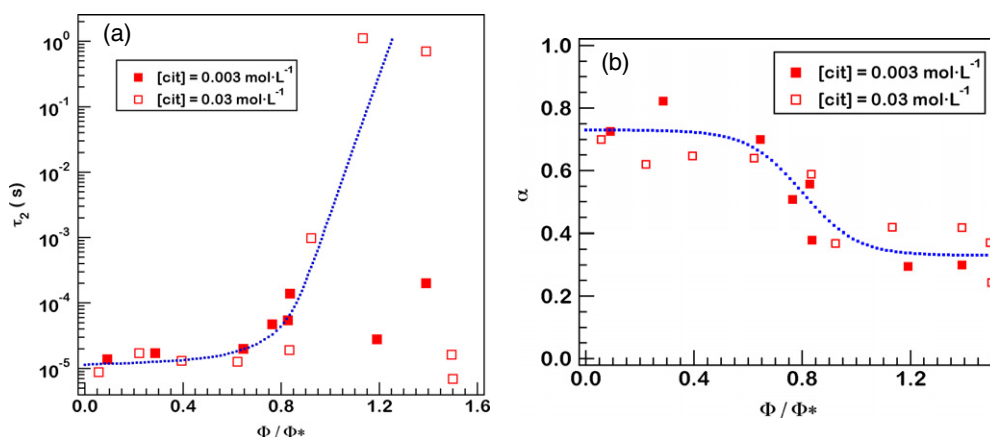 (a)
[cit] = 0.003 mol·L⁻¹
[cit] = 0.03 mol·L⁻¹
τ₂ ( s )
10⁰
10⁻¹
10⁻²
10⁻³
10⁻⁴
10⁻⁵
0.0 0.4 0.8 1.2 1.6
Φ / Φ*
(b)
[cit] = 0.003 mol·L⁻¹
[cit] = 0.03 mol·L⁻¹
α
1.0
0.8
0.6
0.4
0.2
0.0
0.0 0.4 0.8 1.2
Φ / Φ*